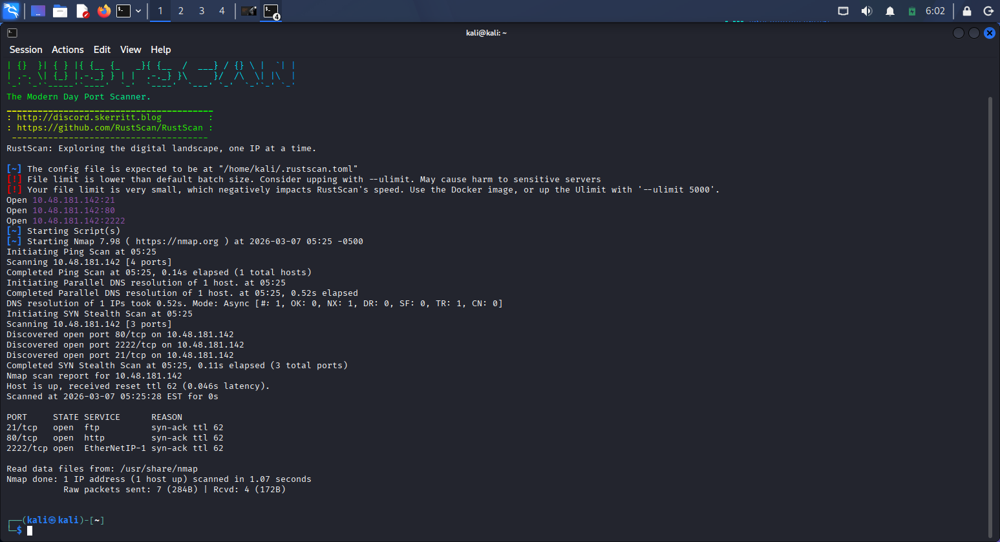 1 2 3 4 4 6:02
kali@kali: ~
Session Actions Edit View Help
| {}  }| { } |{ {__ {_   _}{ {__  /  ___} / {} \ |  `| |
| .-. \| {_} |.-._} } | |  .-._} }\     }/  /\  \| |\  |
`-' `-'`-----'`----'  `-'  `----'  `---' `-'  `-'`-' `-'
The Modern Day Port Scanner.
________________________________________
: http://discord.skerritt.blog         :
: https://github.com/RustScan/RustScan :
 --------------------------------------
RustScan: Exploring the digital landscape, one IP at a time.
[~] The config file is expected to be at "/home/kali/.rustscan.toml"
[!] File limit is lower than default batch size. Consider upping with --ulimit. May cause harm to sensitive servers
[!] Your file limit is very small, which negatively impacts RustScan's speed. Use the Docker image, or up the Ulimit with '--ulimit 5000'.
Open 10.48.181.142:21
Open 10.48.181.142:80
Open 10.48.181.142:2222
[~] Starting Script(s)
[~] Starting Nmap 7.98 ( https://nmap.org ) at 2026-03-07 05:25 -0500
Initiating Ping Scan at 05:25
Scanning 10.48.181.142 [4 ports]
Completed Ping Scan at 05:25, 0.14s elapsed (1 total hosts)
Initiating Parallel DNS resolution of 1 host. at 05:25
Completed Parallel DNS resolution of 1 host. at 05:25, 0.52s elapsed
DNS resolution of 1 IPs took 0.52s. Mode: Async [#: 1, OK: 0, NX: 1, DR: 0, SF: 0, TR: 1, CN: 0]
Initiating SYN Stealth Scan at 05:25
Scanning 10.48.181.142 [3 ports]
Discovered open port 80/tcp on 10.48.181.142
Discovered open port 2222/tcp on 10.48.181.142
Discovered open port 21/tcp on 10.48.181.142
Completed SYN Stealth Scan at 05:25, 0.11s elapsed (3 total ports)
Nmap scan report for 10.48.181.142
Host is up, received reset ttl 62 (0.046s latency).
Scanned at 2026-03-07 05:25:28 EST for 0s
PORT     STATE SERVICE      REASON
21/tcp   open  ftp          syn-ack ttl 62
80/tcp   open  http         syn-ack ttl 62
2222/tcp open  EtherNetIP-1 syn-ack ttl 62
Read data files from: /usr/share/nmap
Nmap done: 1 IP address (1 host up) scanned in 1.07 seconds
           Raw packets sent: 7 (284B) | Rcvd: 4 (172B)
┌──(kali㉿kali)-[~]
└─$